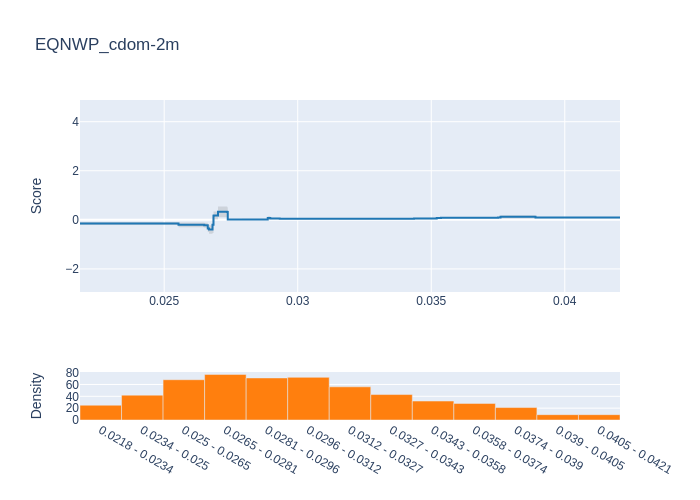 EQNWP_cdom-2m
Score
4
2
0
−2
0.025
0.03
0.035
0.04
Density
80
60
40
20
0
0.0218 - 0.0234
0.0234 - 0.025
0.025 - 0.0265
0.0265 - 0.0281
0.0281 - 0.0296
0.0296 - 0.0312
0.0312 - 0.0327
0.0327 - 0.0343
0.0343 - 0.0358
0.0358 - 0.0374
0.0374 - 0.039
0.039 - 0.0405
0.0405 - 0.0421